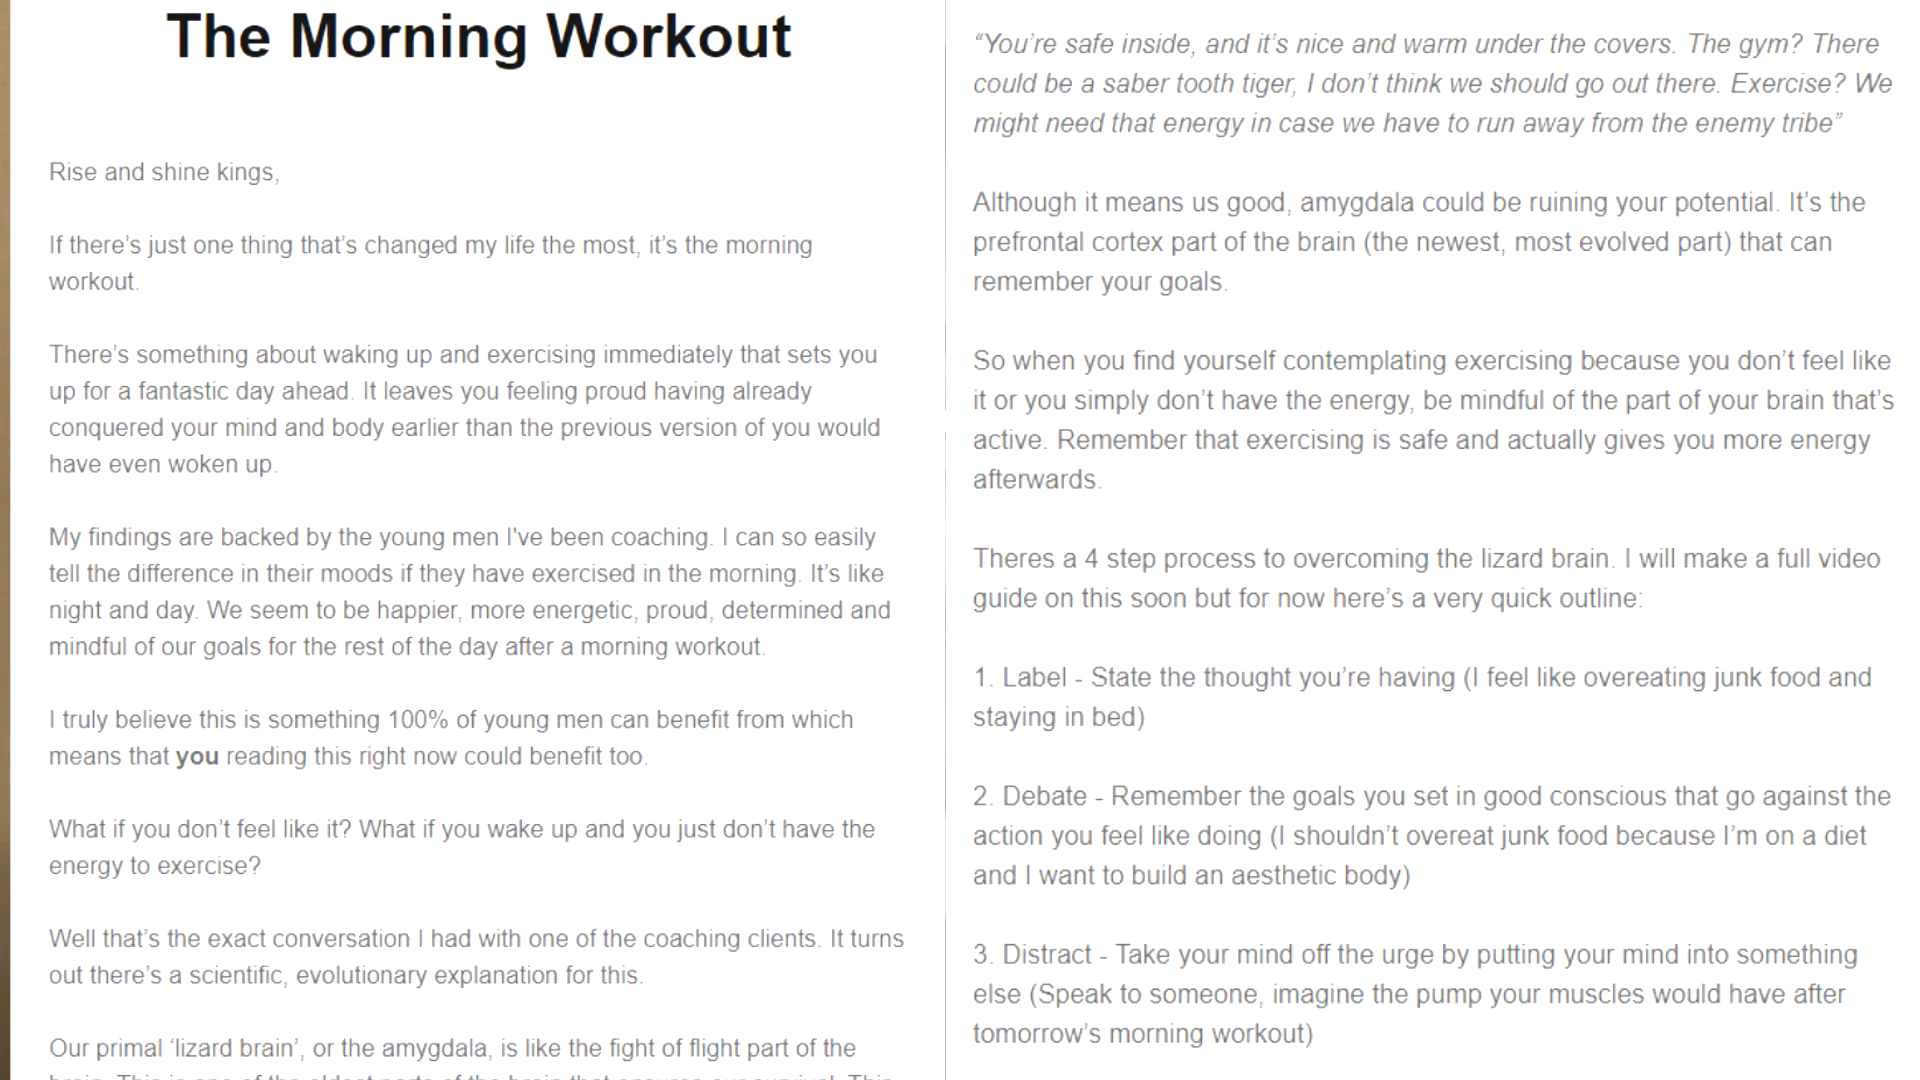 The Morning Workout
Rise and shine kings,
If there’s just one thing that’s changed my life the most, it’s the morning
workout.
There’s something about waking up and exercising immediately that sets you
up for a fantastic day ahead. It leaves you feeling proud having already
conquered your mind and body earlier than the previous version of you would
have even woken up.
My findings are backed by the young men I've been coaching. I can so easily
tell the difference in their moods if they have exercised in the morning. It’s like
night and day. We seem to be happier, more energetic, proud, determined and
mindful of our goals for the rest of the day after a morning workout.
I truly believe this is something 100% of young men can benefit from which
means that you reading this right now could benefit too.
What if you don’t feel like it? What if you wake up and you just don’t have the
energy to exercise?
Well that’s the exact conversation I had with one of the coaching clients. It turns
out there’s a scientific, evolutionary explanation for this.
Our primal ‘lizard brain’, or the amygdala, is like the fight of flight part of the
brain. This is one of the oldest parts of the brain that ensures our survival. This
“You’re safe inside, and it’s nice and warm under the covers. The gym? There
could be a saber tooth tiger, I don’t think we should go out there. Exercise? We
might need that energy in case we have to run away from the enemy tribe”
Although it means us good, amygdala could be ruining your potential. It’s the
prefrontal cortex part of the brain (the newest, most evolved part) that can
remember your goals.
So when you find yourself contemplating exercising because you don’t feel like
it or you simply don’t have the energy, be mindful of the part of your brain that’s
active. Remember that exercising is safe and actually gives you more energy
afterwards.
Theres a 4 step process to overcoming the lizard brain. I will make a full video
guide on this soon but for now here’s a very quick outline:
1. Label - State the thought you’re having (I feel like overeating junk food and
staying in bed)
2. Debate - Remember the goals you set in good conscious that go against the
action you feel like doing (I shouldn’t overeat junk food because I’m on a diet
and I want to build an aesthetic body)
3. Distract - Take your mind off the urge by putting your mind into something
else (Speak to someone, imagine the pump your muscles would have after
tomorrow’s morning workout)